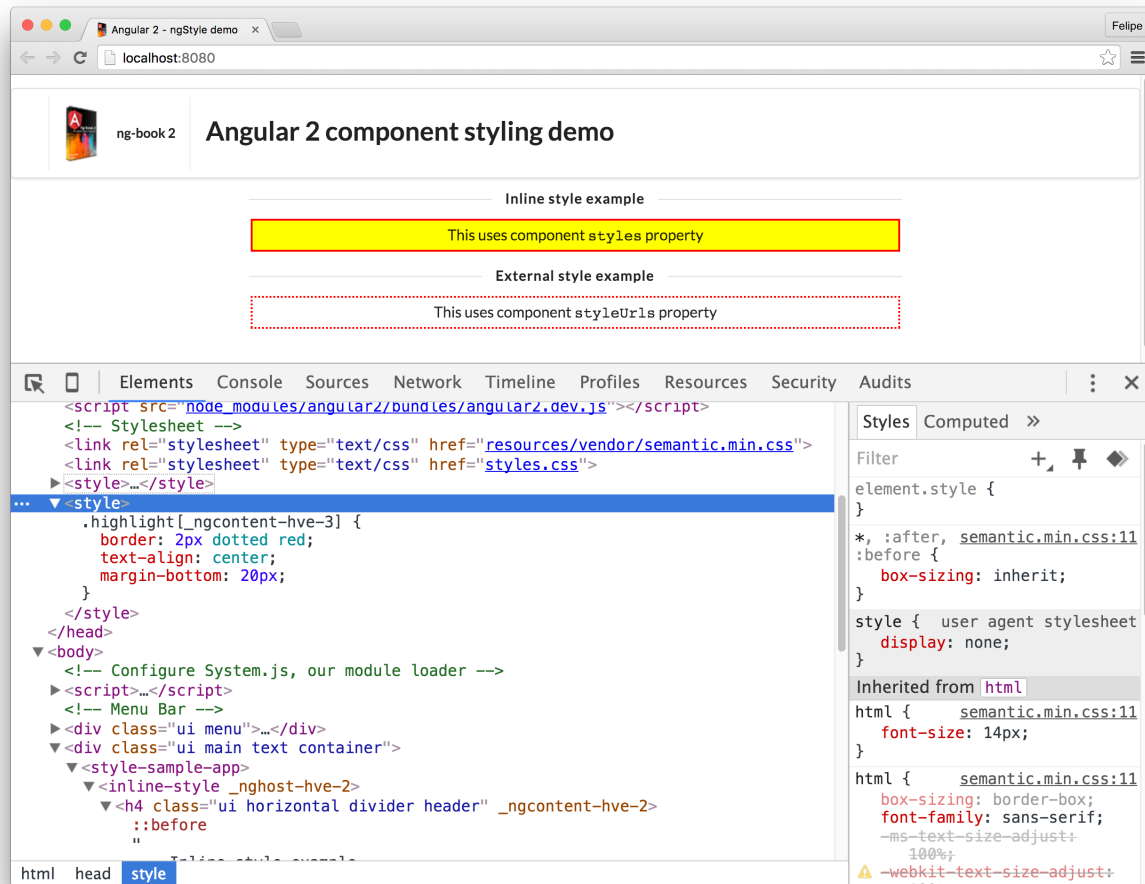 Angular 2 - ngStyle demo
Felipe
localhost:8080
ng-book 2
Angular 2 component styling demo
Inline style example
This uses component styles property
External style example
This uses component styleUrls property
Elements Console Sources Network Timeline Profiles Resources Security Audits
<script src="node_modules/angular2/bundles/angular2.dev.js"></script>
<!-- Stylesheet -->
<link rel="stylesheet" type="text/css" href="resources/vendor/semantic.min.css">
<link rel="stylesheet" type="text/css" href="styles.css">
<style>…</style>
<style>
.highlight[_ngcontent-hve-3] {
border: 2px dotted red;
text-align: center;
margin-bottom: 20px;
}
</style>
</head>
<body>
<!-- Configure System.js, our module loader -->
<script>…</script>
<!-- Menu Bar -->
<div class="ui menu">…</div>
<div class="ui main text container">
<style-sample-app>
<inline-style _nghost-hve-2>
<h4 class="ui horizontal divider header" _ngcontent-hve-2>
::before
"
Inline style example
html head style
Styles Computed »
Filter
element.style {
}
*, :after, semantic.min.css:11
:before {
box-sizing: inherit;
}
style { user agent stylesheet
display: none;
}
Inherited from html
html { semantic.min.css:11
font-size: 14px;
}
html { semantic.min.css:11
box-sizing: border-box;
font-family: sans-serif;
-ms-text-size-adjust:
100%;
-webkit-text-size-adjust: